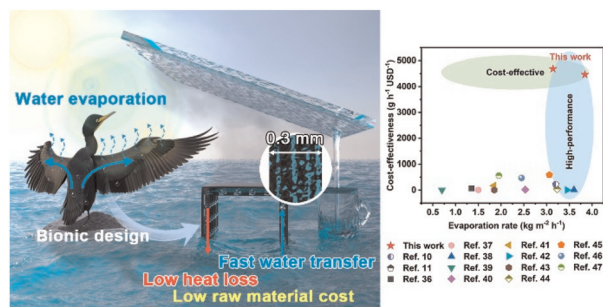 Water evaporation
0.3 mm
Bionic design
Fast water transfer
Low heat loss
Low raw material cost
This work
Cost-effective
High-performance
Cost-effectiveness (g h⁻¹ USD⁻¹)
5000
4000
3000
2000
1000
0
0.5 1.0 1.5 2.0 2.5 3.0 3.5 4.0
Evaporation rate (kg m⁻² h⁻¹)
This work Ref. 37 Ref. 41 Ref. 45
Ref. 10 Ref. 38 Ref. 42 Ref. 46
Ref. 11 Ref. 39 Ref. 43 Ref. 47
Ref. 36 Ref. 40 Ref. 44